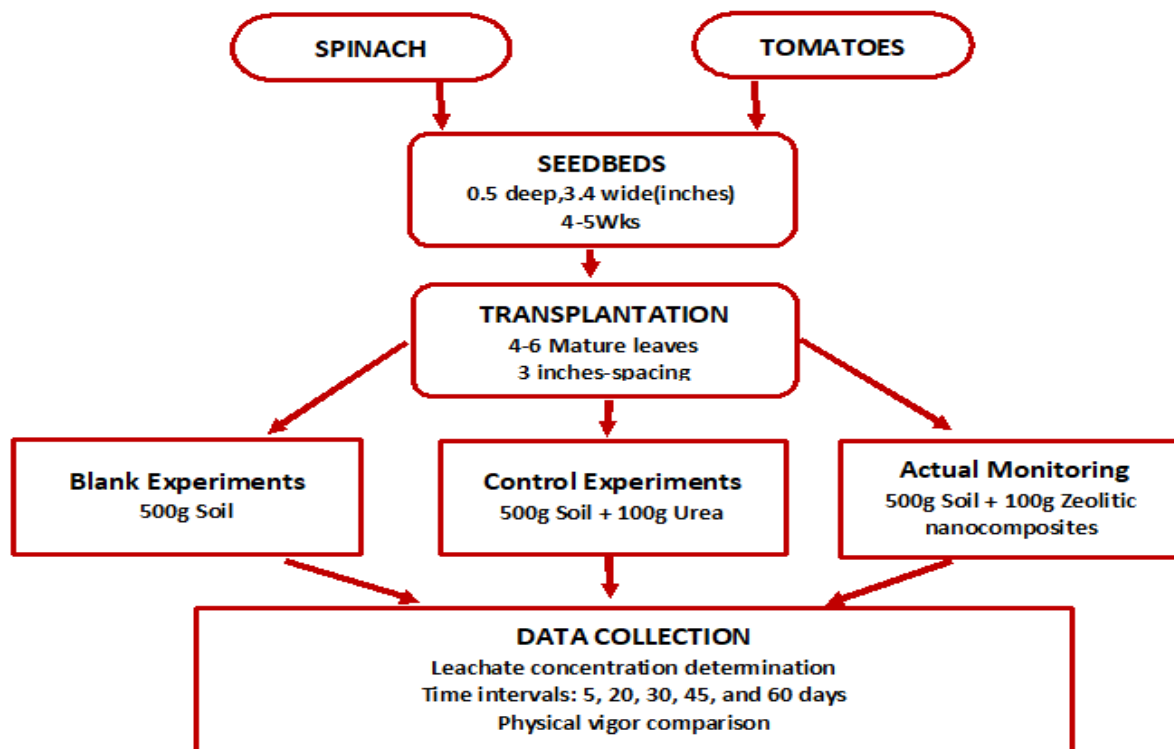 SPINACH
TOMATOES
SEEDBEDS
0.5 deep,3.4 wide(inches)
4-5Wks
TRANSPLANTATION
4-6 Mature leaves
3 inches-spacing
Blank Experiments
500g Soil
Control Experiments
500g Soil + 100g Urea
Actual Monitoring
500g Soil + 100g Zeolitic
nanocomposites
DATA COLLECTION
Leachate concentration determination
Time intervals: 5, 20, 30, 45, and 60 days
Physical vigor comparison